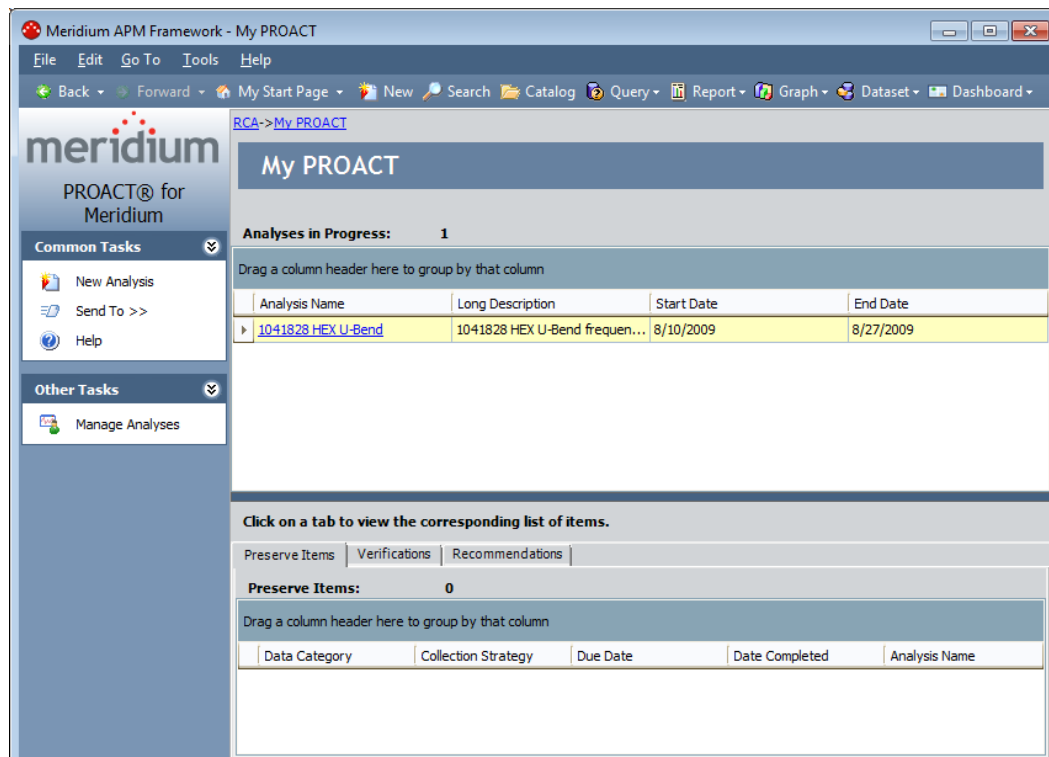 Meridium APM Framework - My PROACT
File Edit Go To Tools Help
Back Forward My Start Page New Search Catalog Query Report Graph Dataset Dashboard
meridium
PROACT® for
Meridium
Common Tasks
New Analysis
Send To >>
Help
Other Tasks
Manage Analyses
RCA->My PROACT
My PROACT
Analyses in Progress: 1
Drag a column header here to group by that column
Analysis Name Long Description Start Date End Date
1041828 HEX U-Bend 1041828 HEX U-Bend frequen... 8/10/2009 8/27/2009
Click on a tab to view the corresponding list of items.
Preserve Items Verifications Recommendations
Preserve Items: 0
Drag a column header here to group by that column
Data Category Collection Strategy Due Date Date Completed Analysis Name